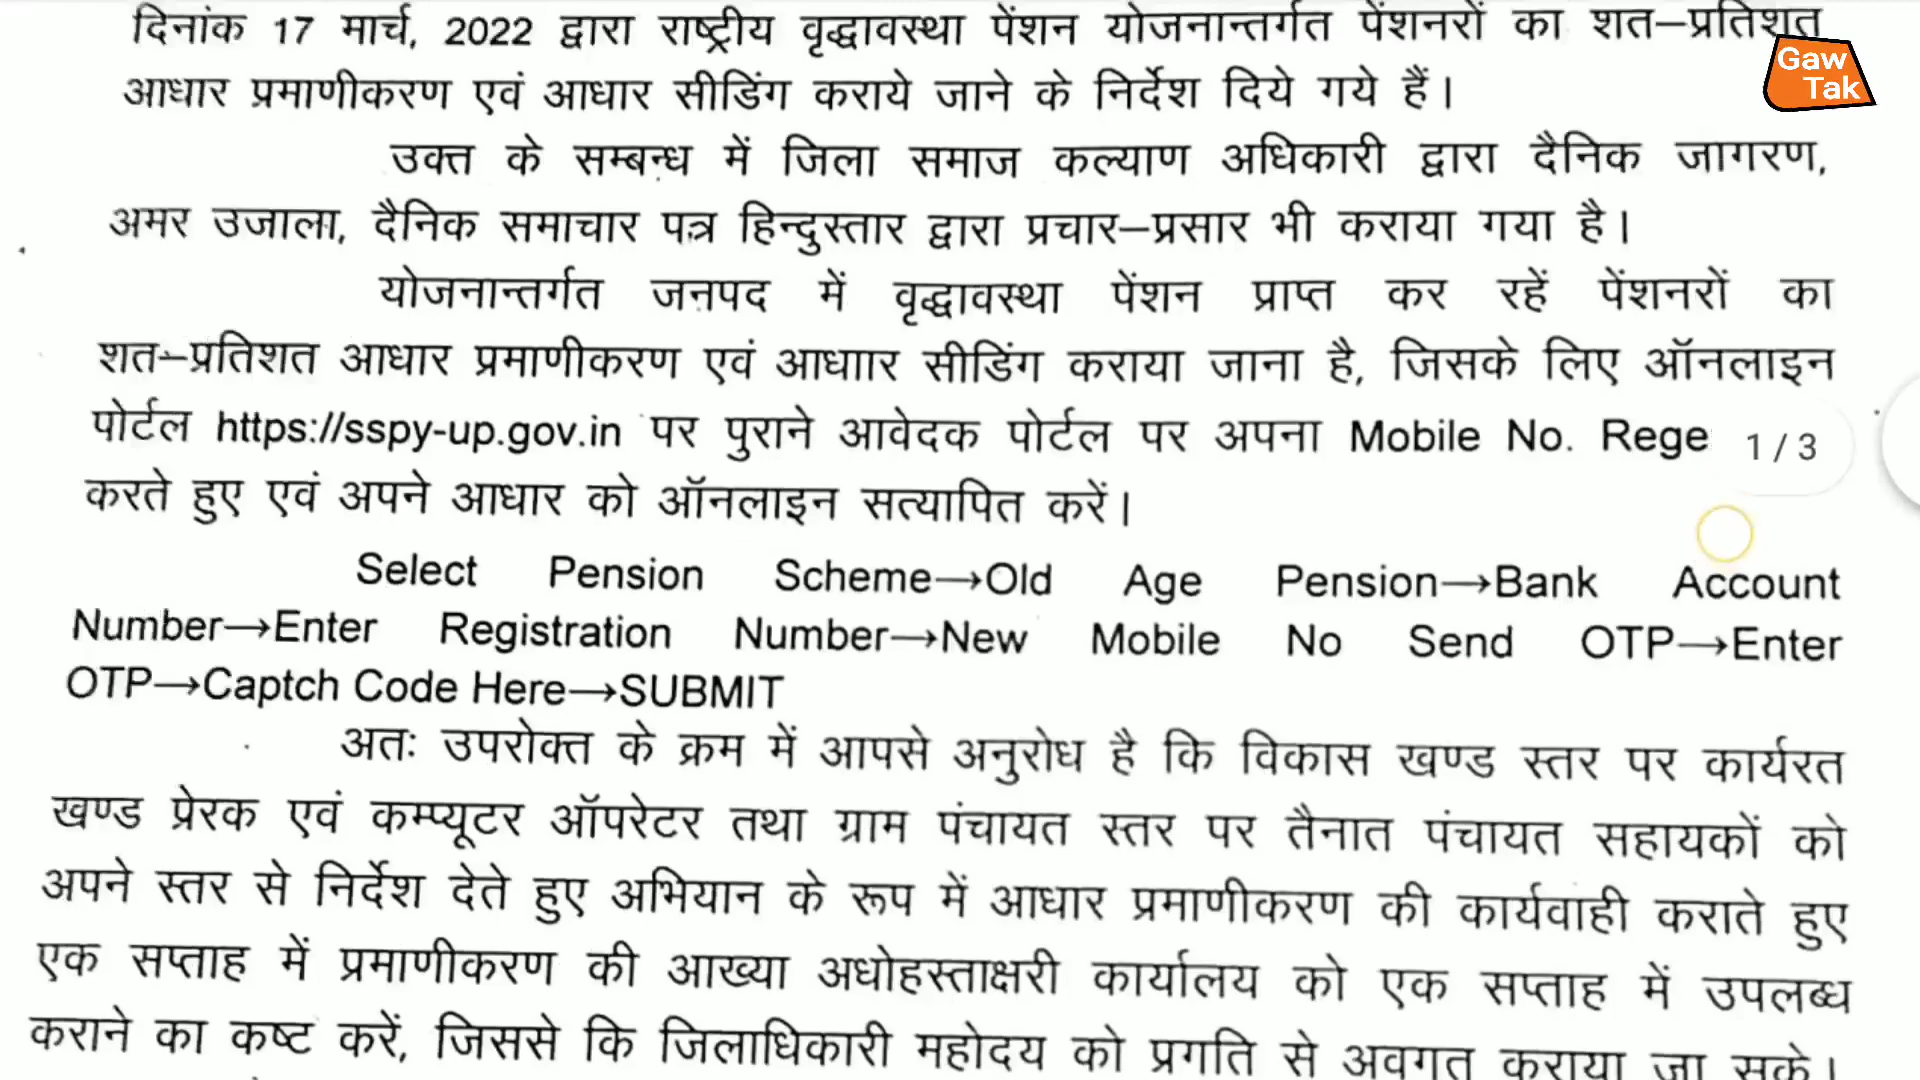 दिनांक 17 मार्च, 2022 द्वारा राष्ट्रीय वृद्धावस्था पेंशन योजनान्तर्गत पेंशनरों का शत–प्रतिशत
Gaw
Tak
आधार प्रमाणीकरण एवं आधार सीडिंग कराये जाने के निर्देश दिये गये हैं।
उक्त के सम्बन्ध में जिला समाज कल्याण अधिकारी द्वारा दैनिक जागरण,
अमर उजाला, दैनिक समाचार पत्र हिन्दुस्तार द्वारा प्रचार–प्रसार भी कराया गया है।
योजनान्तर्गत जनपद में वृद्धावस्था पेंशन प्राप्त कर रहें पेंशनरों का
शत–प्रतिशत आधार प्रमाणीकरण एवं आधाार सीडिंग कराया जाना है, जिसके लिए ऑनलाइन
पोर्टल https://sspy-up.gov.in पर पुराने आवेदक पोर्टल पर अपना Mobile No. Rege
1 / 3
करते हुए एवं अपने आधार को ऑनलाइन सत्यापित करें।
Select Pension Scheme→Old Age Pension→Bank Account
Number→Enter Registration Number→New Mobile No Send OTP→Enter
OTP→Captch Code Here→SUBMIT
अतः उपरोक्त के क्रम में आपसे अनुरोध है कि विकास खण्ड स्तर पर कार्यरत
खण्ड प्रेरक एवं कम्प्यूटर ऑपरेटर तथा ग्राम पंचायत स्तर पर तैनात पंचायत सहायकों को
अपने स्तर से निर्देश देते हुए अभियान के रूप में आधार प्रमाणीकरण की कार्यवाही कराते हुए
एक सप्ताह में प्रमाणीकरण की आख्या अधोहस्ताक्षरी कार्यालय को एक सप्ताह में उपलब्ध
कराने का कष्ट करें, जिससे कि जिलाधिकारी महोदय को प्रगति से अवगत कराया जा सके।